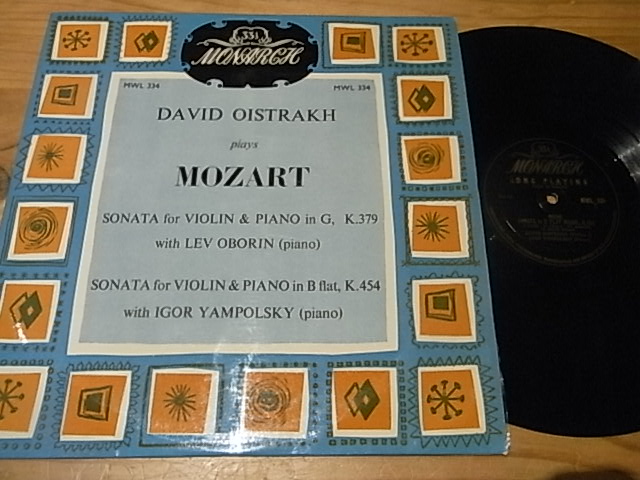 33⅓
MONARCH
MWL 334
MWL 334
DAVID OISTRAKH
plays
MOZART
SONATA for VIOLIN & PIANO in G, K.379
with LEV OBORIN (piano)
SONATA for VIOLIN & PIANO in B flat, K.454
with IGOR YAMPOLSKY (piano)
MONARCH
LONG PLAYING